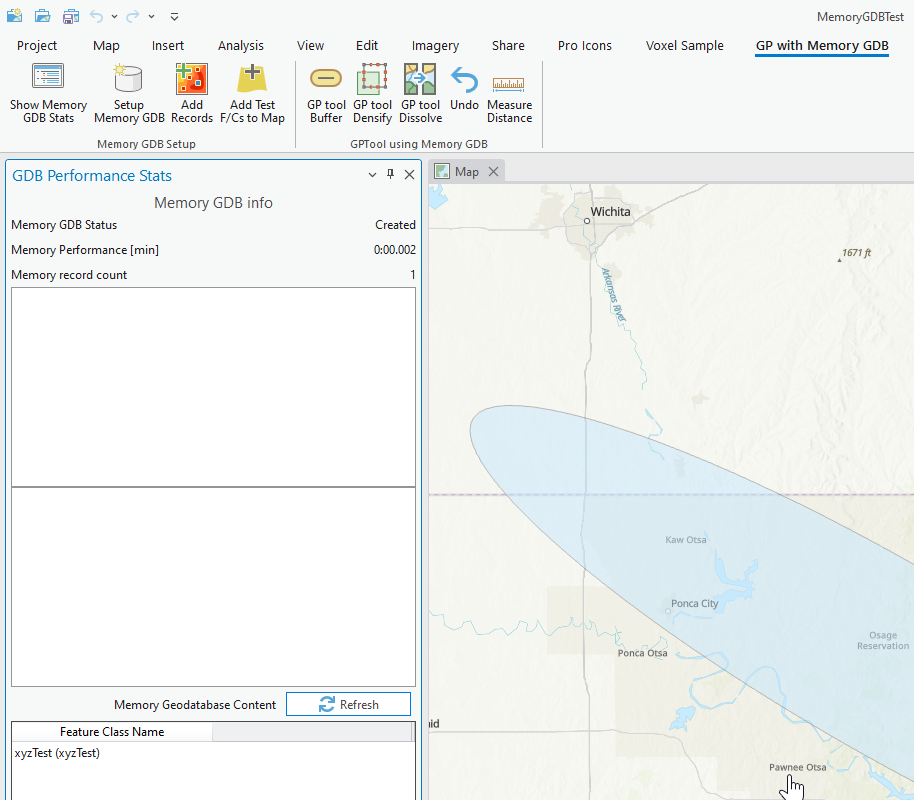 MemoryGDBTest
Project Map Insert Analysis View Edit Imagery Share Pro Icons Voxel Sample GP with Memory GDB
Show Memory
GDB Stats
Setup
Memory GDB
Add
Records
Add Test
F/Cs to Map
GP tool
Buffer
GP tool
Densify
GP tool
Dissolve
Undo
Measure
Distance
Memory GDB Setup
GPTool using Memory GDB
GDB Performance Stats
Memory GDB info
Memory GDB Status Created
Memory Performance [min] 0:00.002
Memory record count 1
Memory Geodatabase Content Refresh
Feature Class Name
xyzTest (xyzTest)
Map
Wichita
1671 ft
Arkansas River
Kaw Otsa
Ponca City
Osage
Reservation
Ponca Otsa
id
Pawnee Otsa